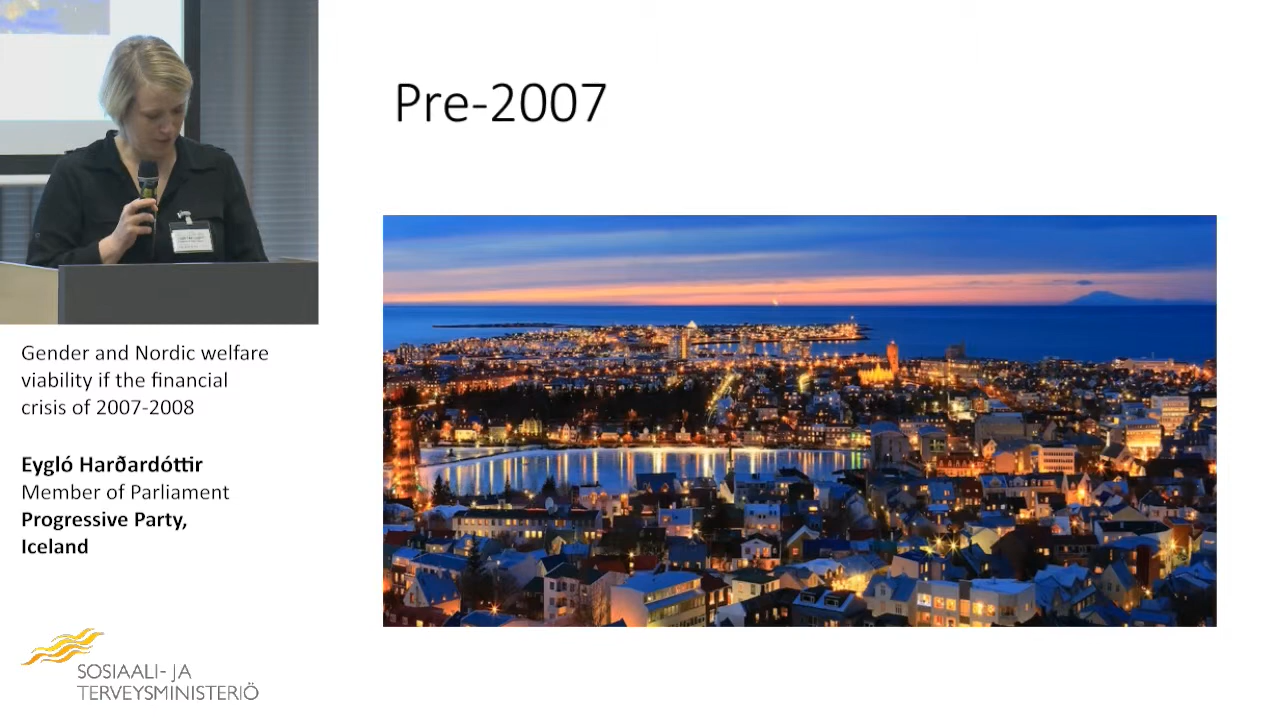 Pre-2007
Gender and Nordic welfare
viability if the financial
crisis of 2007-2008
Eygló Harðardóttir
Member of Parliament
Progressive Party,
Iceland
SOSIAALI- JA
TERVEYSMINISTERIÖ